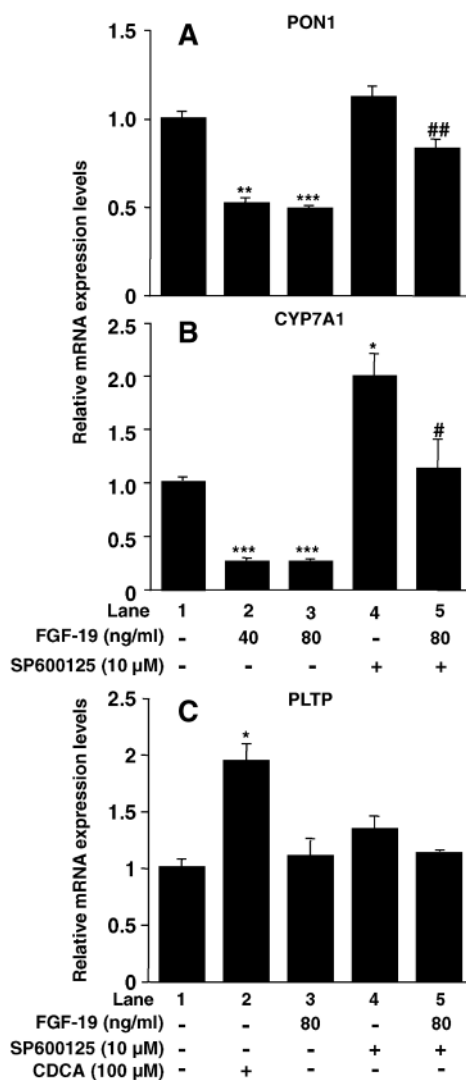 PON1
A
1.5
1.0
0.5
0
**
***
##
Relative mRNA expression levels
CYP7A1
B
2.5
2.0
1.5
1.0
0.5
0
***
***
*
#
Lane 1 2 3 4 5
FGF-19 (ng/ml) - 40 80 - 80
SP600125 (10 µM) - - - + +
PLTP
C
2
1.5
1
0.5
0
*
Relative mRNA expression levels
Lane 1 2 3 4 5
FGF-19 (ng/ml) - - 80 - 80
SP600125 (10 µM) - - - + +
CDCA (100 µM) - + - - -